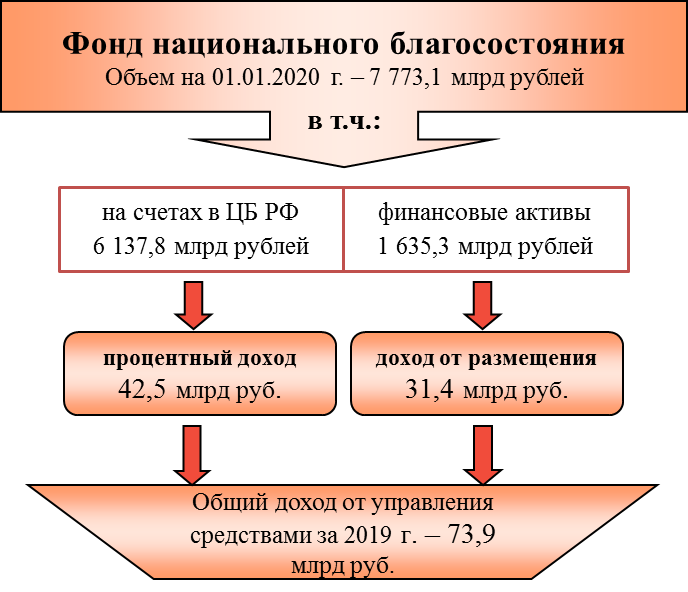 Фонд национального благосостояния
Объем на 01.01.2020 г. – 7 773,1 млрд рублей
в т.ч.:
на счетах в ЦБ РФ
6 137,8 млрд рублей
финансовые активы
1 635,3 млрд рублей
процентный доход
42,5 млрд руб.
доход от размещения
31,4 млрд руб.
Общий доход от управления
средствами за 2019 г. – 73,9
млрд руб.